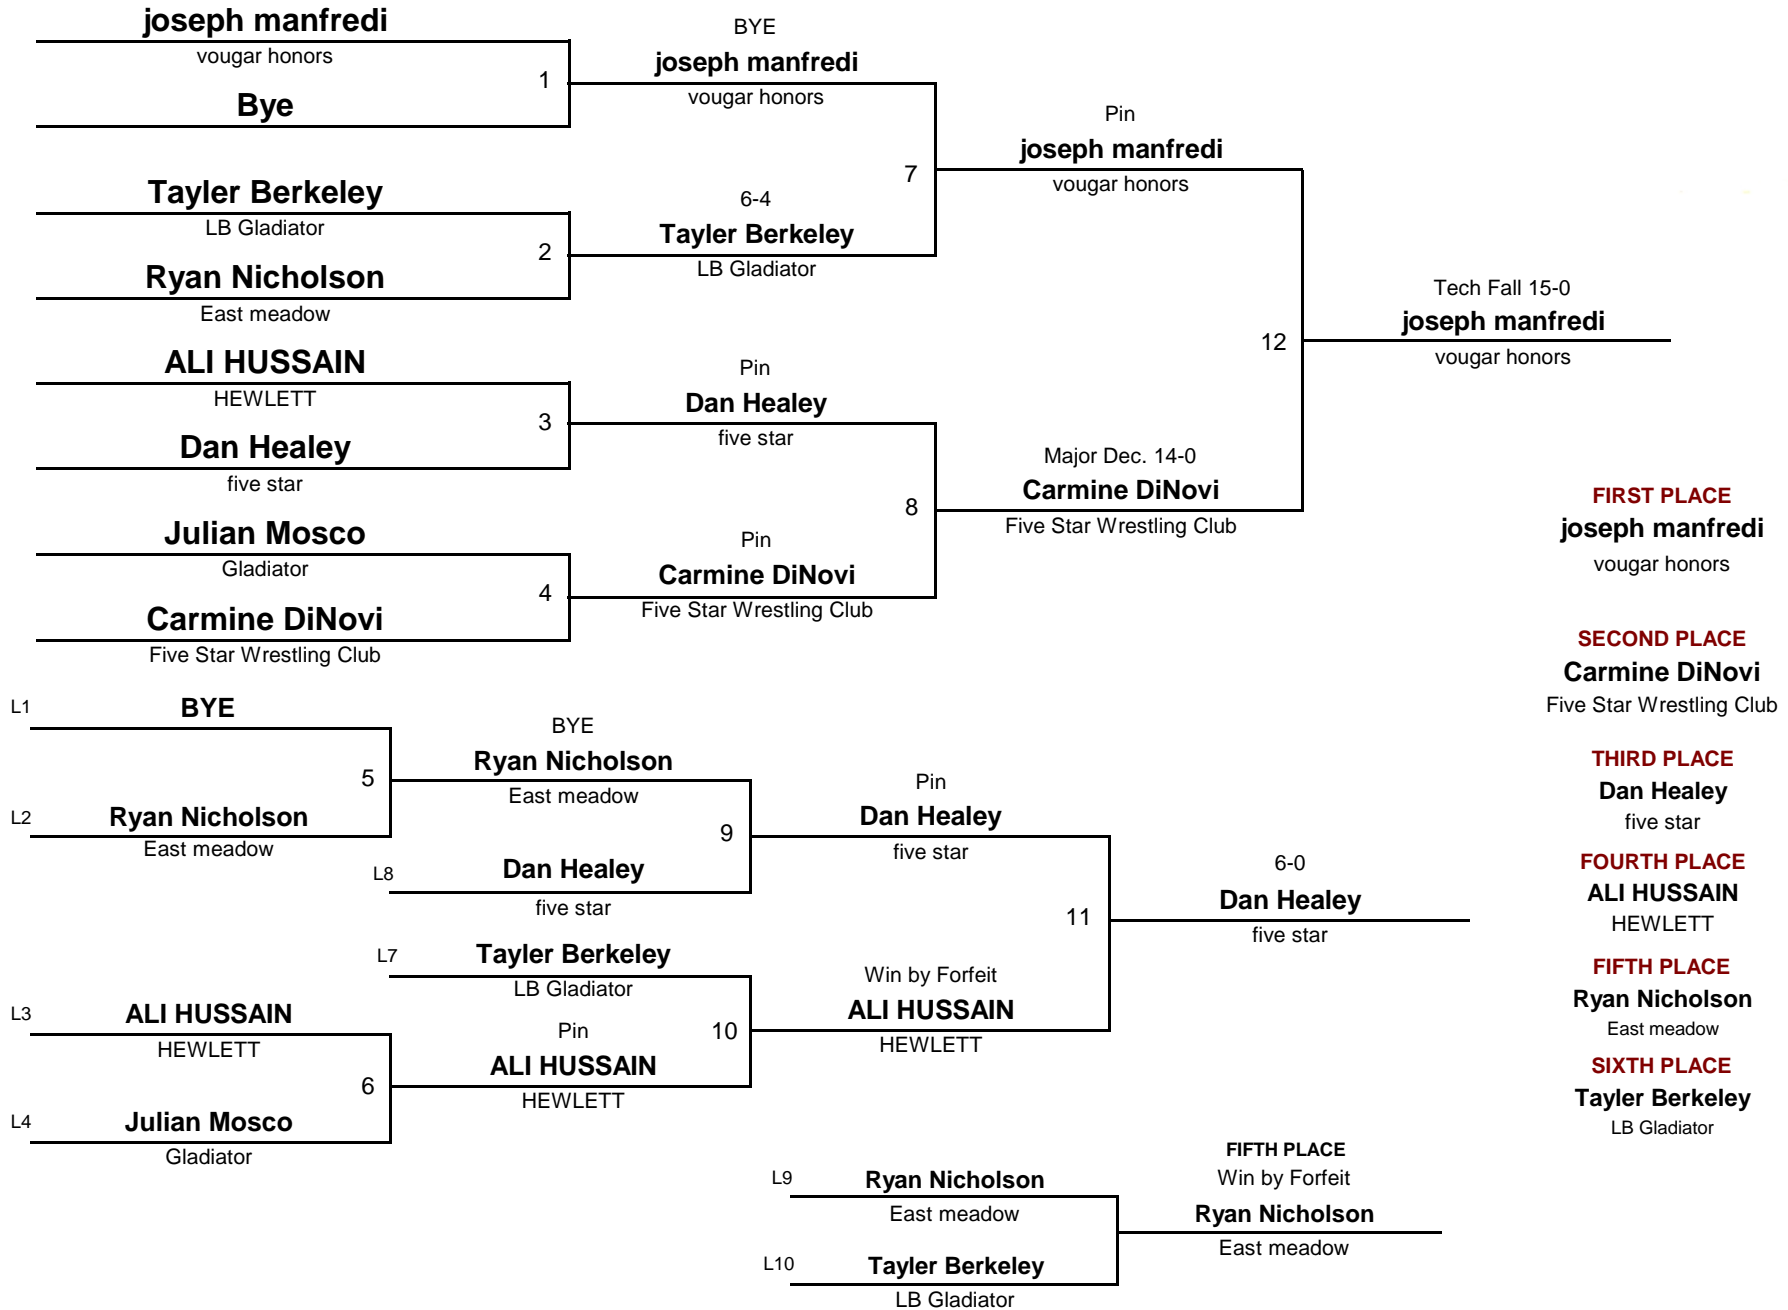 joseph manfredi
vougar honors
1
Bye
BYE
joseph manfredi
vougar honors
Tayler Berkeley
LB Gladiator
2
Ryan Nicholson
East meadow
6-4
Tayler Berkeley
LB Gladiator
7
Pin
joseph manfredi
vougar honors
ALI HUSSAIN
HEWLETT
3
Dan Healey
five star
Pin
Dan Healey
five star
Julian Mosco
Gladiator
4
Carmine DiNovi
Five Star Wrestling Club
Pin
Carmine DiNovi
Five Star Wrestling Club
8
Major Dec. 14-0
Carmine DiNovi
Five Star Wrestling Club
12
Tech Fall 15-0
joseph manfredi
vougar honors
FIRST PLACE
joseph manfredi
vougar honors
SECOND PLACE
Carmine DiNovi
Five Star Wrestling Club
THIRD PLACE
Dan Healey
five star
FOURTH PLACE
ALI HUSSAIN
HEWLETT
FIFTH PLACE
Ryan Nicholson
East meadow
SIXTH PLACE
Tayler Berkeley
LB Gladiator
L1
BYE
5
L2
Ryan Nicholson
East meadow
BYE
Ryan Nicholson
East meadow
9
L8
Dan Healey
five star
Pin
Dan Healey
five star
L7
Tayler Berkeley
LB Gladiator
L3
ALI HUSSAIN
HEWLETT
6
L4
Julian Mosco
Gladiator
Pin
ALI HUSSAIN
HEWLETT
10
Win by Forfeit
ALI HUSSAIN
HEWLETT
11
6-0
Dan Healey
five star
L9
Ryan Nicholson
East meadow
L10
Tayler Berkeley
LB Gladiator
FIFTH PLACE
Win by Forfeit
Ryan Nicholson
East meadow